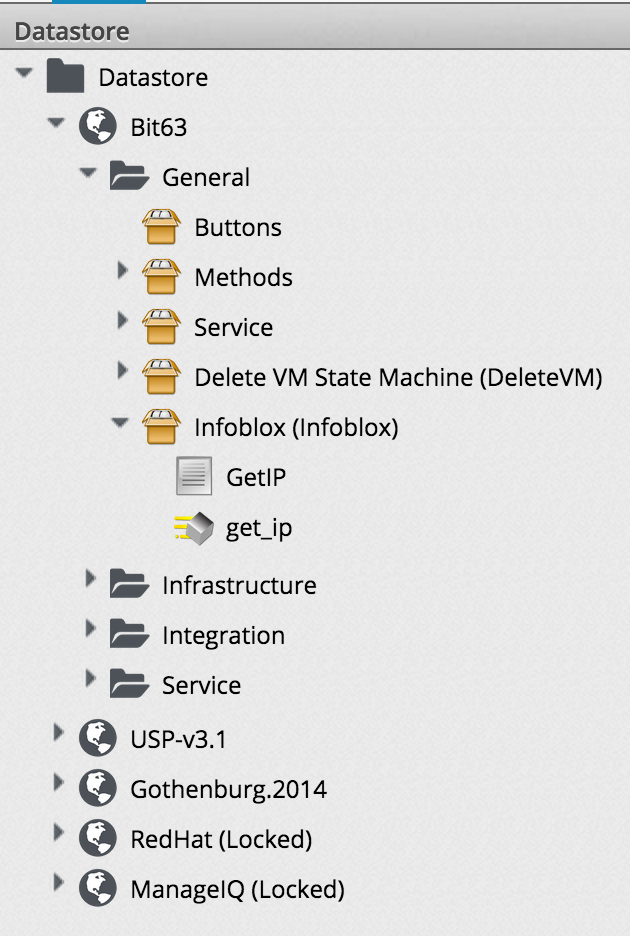 Datastore
Datastore
Bit63
General
Buttons
Methods
Service
Delete VM State Machine (DeleteVM)
Infoblox (Infoblox)
GetIP
get_ip
Infrastructure
Integration
Service
USP-v3.1
Gothenburg.2014
RedHat (Locked)
ManageIQ (Locked)